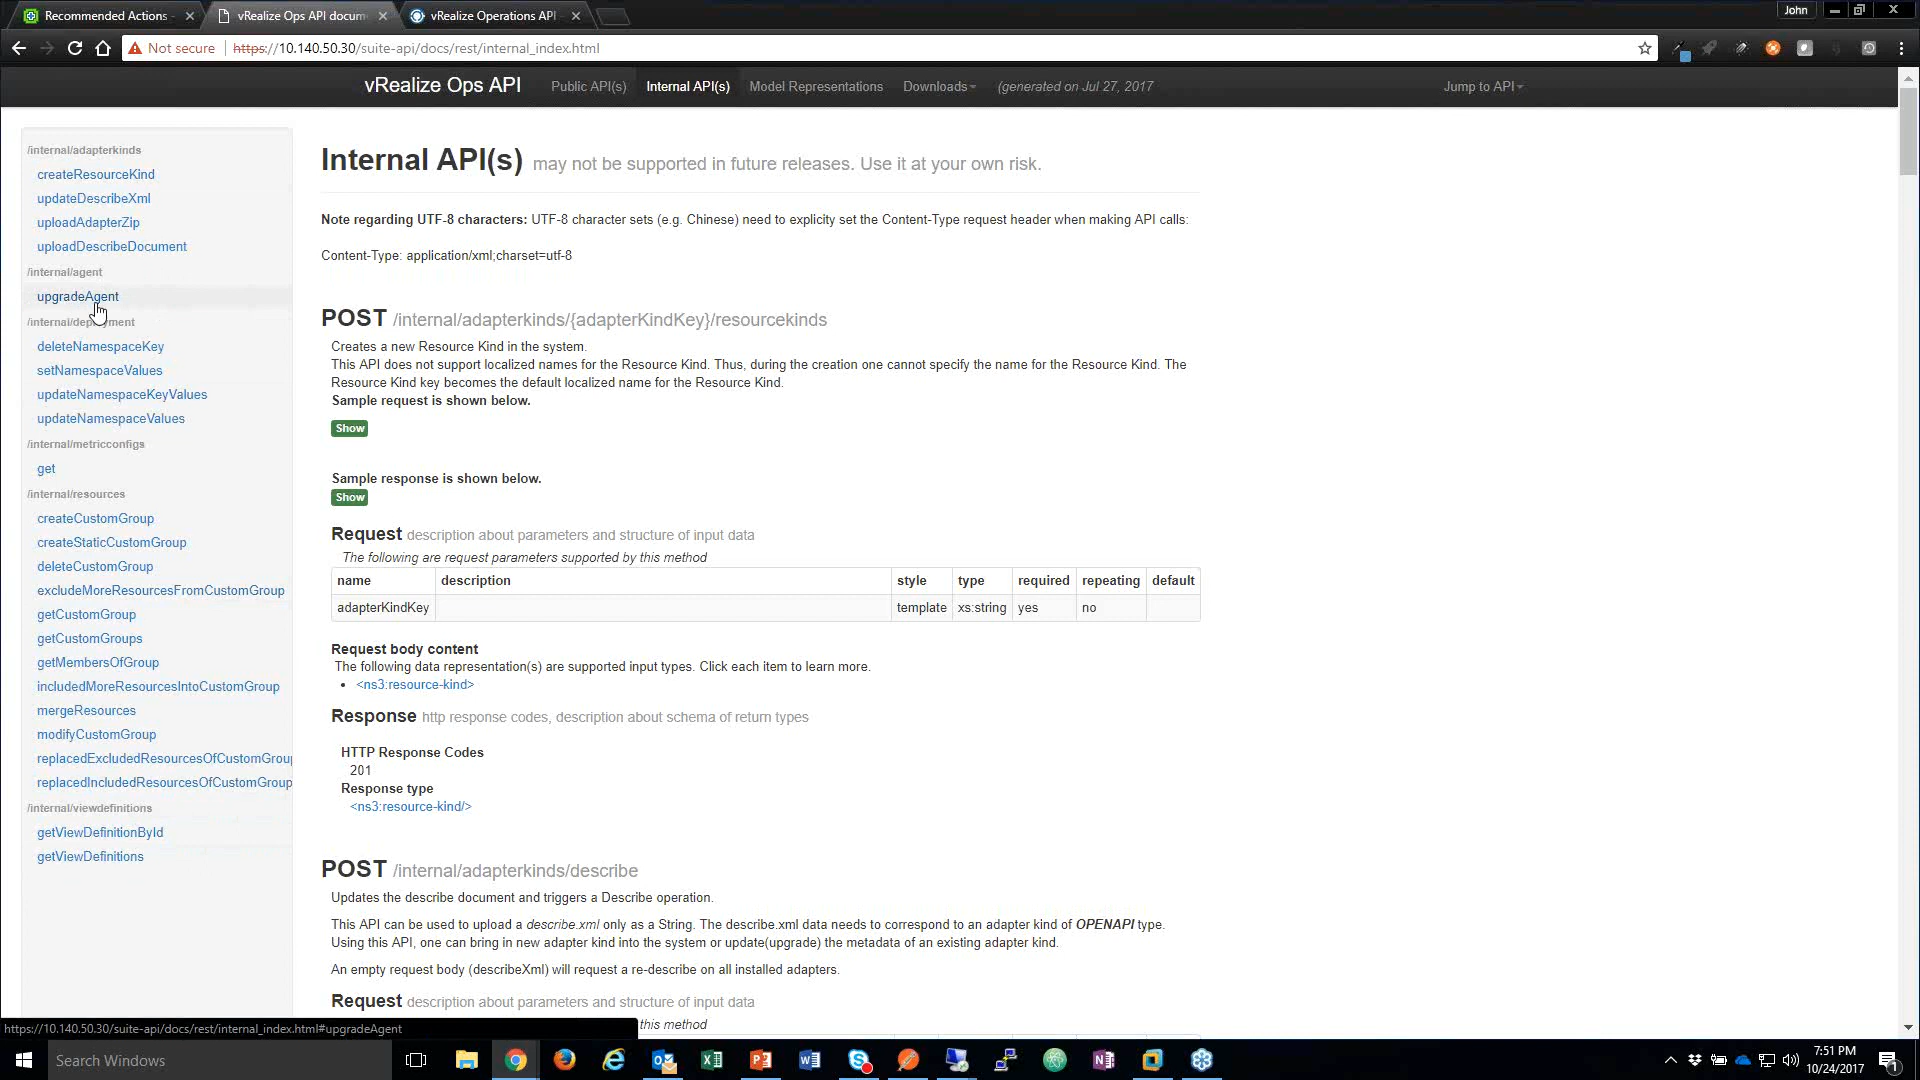 Recommended Actions
vRealize Ops API docum
vRealize Operations API
John
Not secure
https://10.140.50.30/suite-api/docs/rest/internal_index.html
vRealize Ops API
Public API(s)
Internal API(s)
Model Representations
Downloads
(generated on Jul 27, 2017
Jump to API
/internal/adapterkinds
createResourceKind
updateDescribeXml
uploadAdapterZip
uploadDescribeDocument
/internal/agent
upgradeAgent
deleteNamespaceKey
setNamespaceValues
updateNamespaceKeyValues
updateNamespaceValues
/internal/metricconfigs
get
/internal/resources
createCustomGroup
createStaticCustomGroup
deleteCustomGroup
excludeMoreResourcesFromCustomGroup
getCustomGroup
getCustomGroups
getMembersOfGroup
includedMoreResourcesIntoCustomGroup
mergeResources
modifyCustomGroup
replacedExcludedResourcesOfCustomGrou
replacedIncludedResourcesOfCustomGroup
/internal/viewdefinitions
getViewDefinitionById
getViewDefinitions
Internal API(s) may not be supported in future releases. Use it at your own risk.
Note regarding UTF-8 characters: UTF-8 character sets (e.g. Chinese) need to explicity set the Content-Type request header when making API calls:
Content-Type: application/xml;charset=utf-8
POST /internal/adapterkinds/{adapterKindKey}/resourcekinds
Creates a new Resource Kind in the system.
This API does not support localized names for the Resource Kind. Thus, during the creation one cannot specify the name for the Resource Kind. The
Resource Kind key becomes the default localized name for the Resource Kind.
Sample request is shown below.
Show
Sample response is shown below.
Show
Request description about parameters and structure of input data
The following are request parameters supported by this method
name description style type required repeating default
adapterKindKey template xs:string yes no
Request body content
The following data representation(s) are supported input types. Click each item to learn more.
• <ns3:resource-kind>
Response http response codes, description about schema of return types
HTTP Response Codes
201
Response type
<ns3:resource-kind/>
POST /internal/adapterkinds/describe
Updates the describe document and triggers a Describe operation.
This API can be used to upload a describe.xml only as a String. The describe.xml data needs to correspond to an adapter kind of OPENAPI type.
Using this API, one can bring in new adapter kind into the system or update(upgrade) the metadata of an existing adapter kind.
An empty request body (describeXml) will request a re-describe on all installed adapters.
Request description about parameters and structure of input data
this method
https://10.140.50.30/suite-api/docs/rest/internal_index.html#upgradeAgent
Search Windows
7:51 PM
10/24/2017